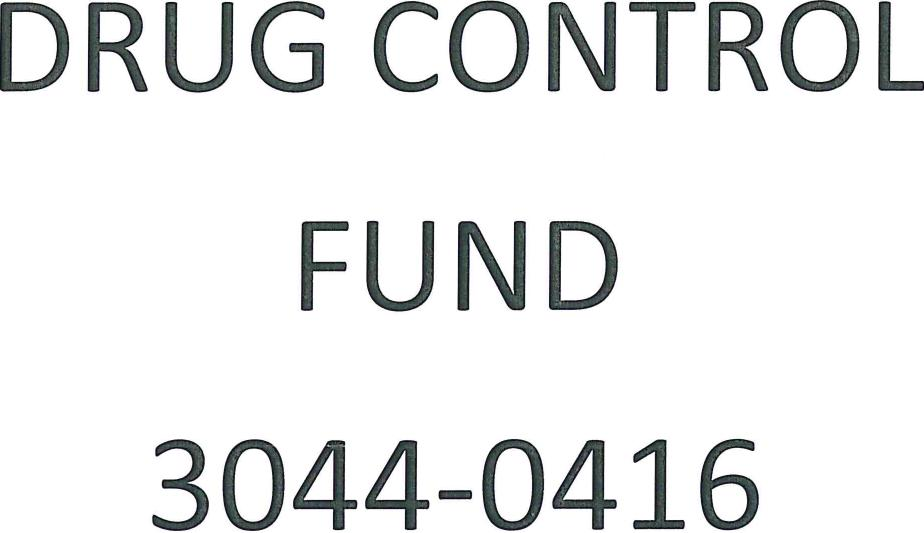 DRUG CONTROL
FUND
3044-0416